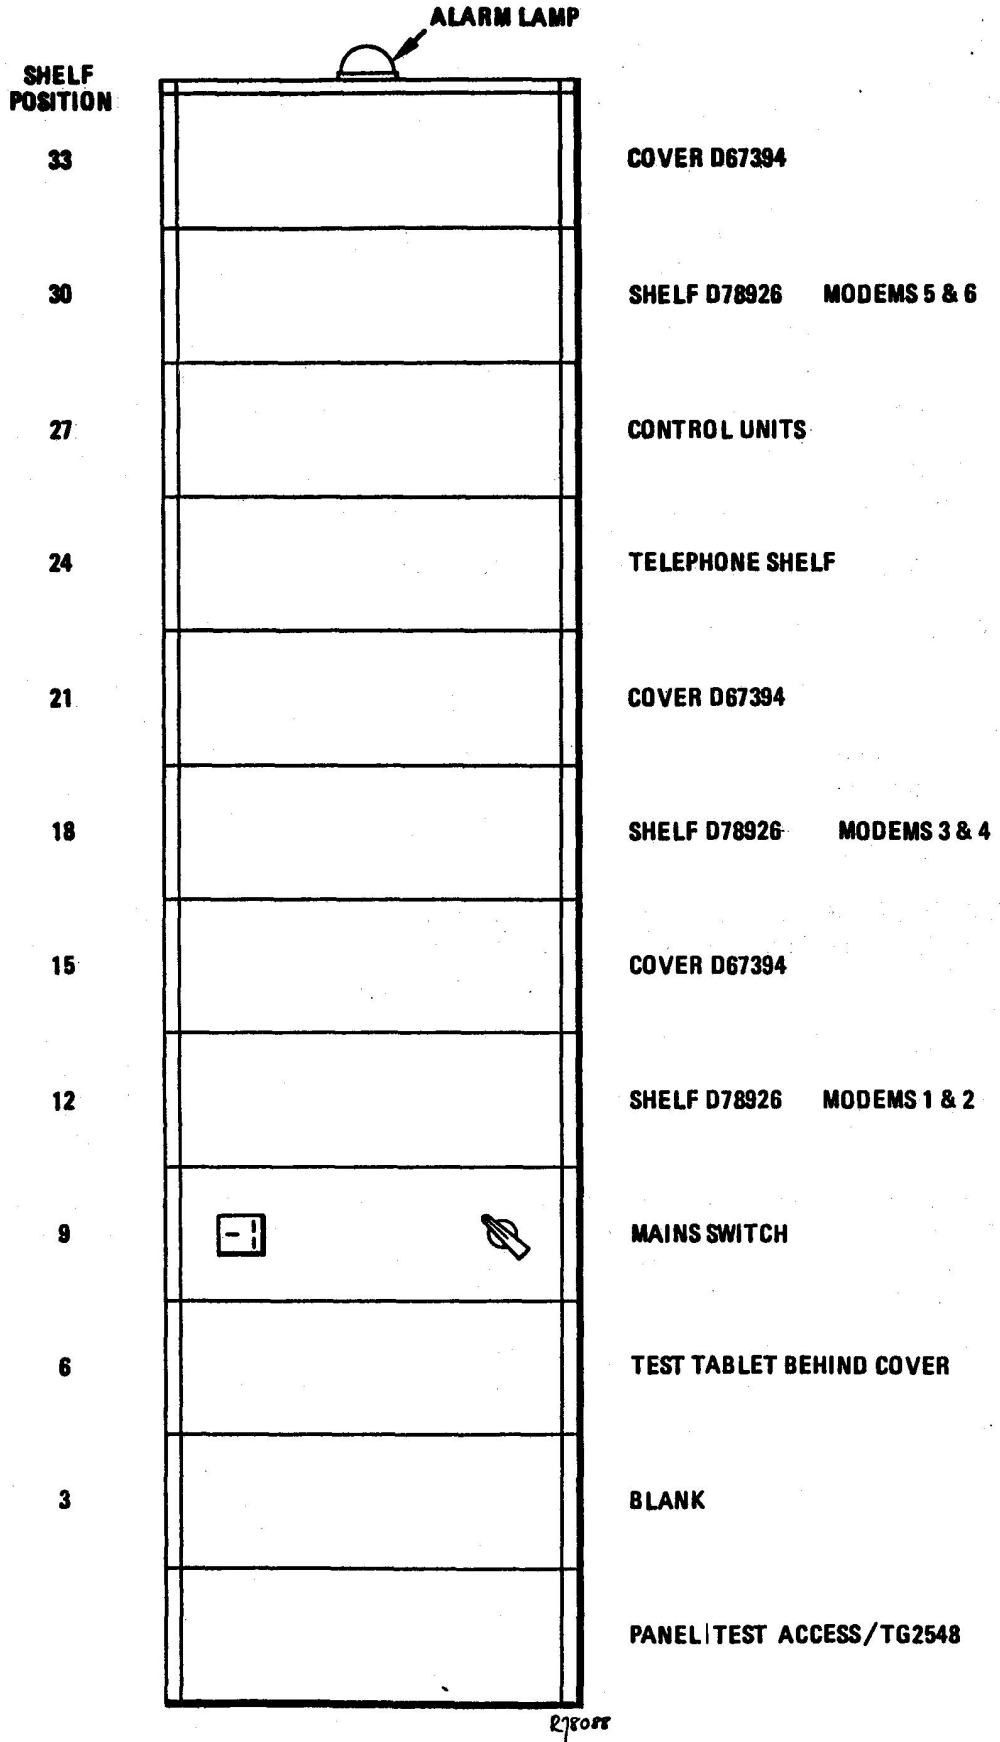 ALARM LAMP
SHELF
POSITION
33 COVER D67394
30 SHELF D78926 MODEMS 5 & 6
27 CONTROL UNITS
24 TELEPHONE SHELF
21 COVER D67394
18 SHELF D78926 MODEMS 3 & 4
15 COVER D67394
12 SHELF D78926 MODEMS 1 & 2
9 MAINS SWITCH
6 TEST TABLET BEHIND COVER
3 BLANK
PANEL TEST ACCESS/TG2548
R78088